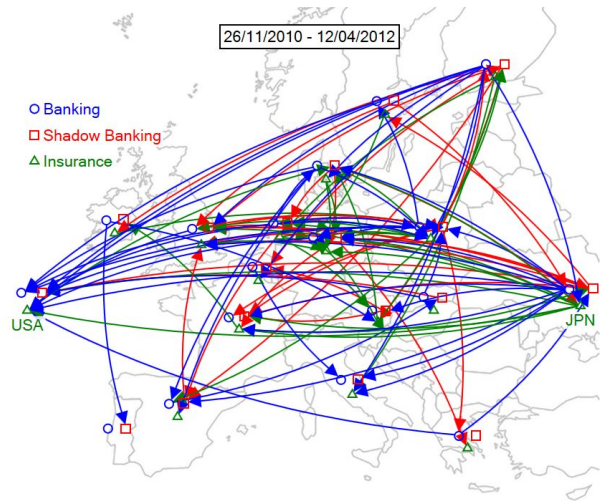 26/11/2010 - 12/04/2012
Banking
Shadow Banking
Insurance
USA
JPN